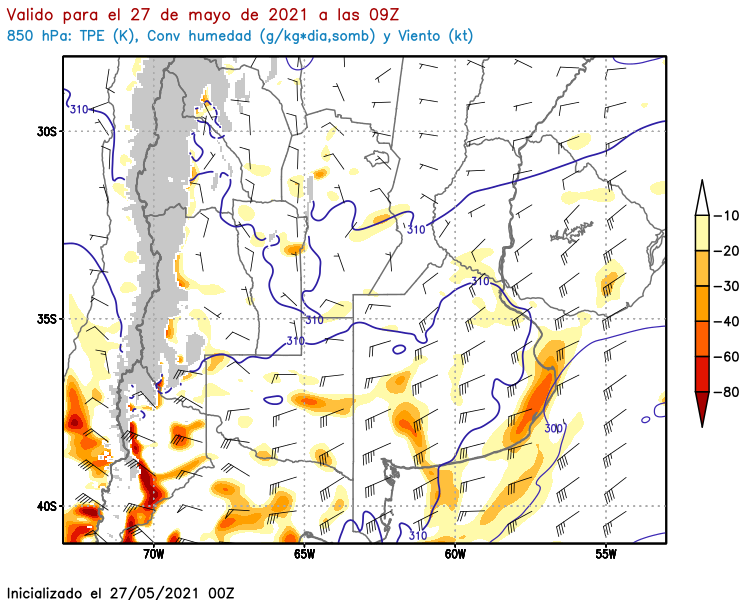 Valido para el 27 de mayo de 2021 a las 09Z
850 hPa: TPE (K), Conv humedad (g/kg*dia,somb) y Viento (kt)
310
30S
310
310
310
35S
310
300
40S
310
70W 65W 60W 55W
-10
-20
-30
-40
-60
-80
Inicializado el 27/05/2021 00Z